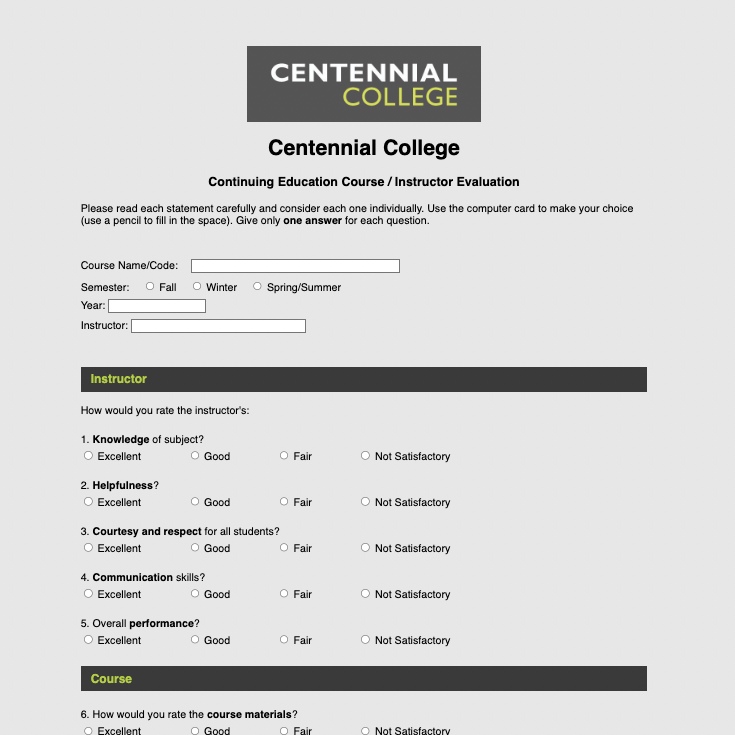 CENTENNIAL
COLLEGE
Centennial College
Continuing Education Course / Instructor Evaluation
Please read each statement carefully and consider each one individually. Use the computer card to make your choice
(use a pencil to fill in the space). Give only one answer for each question.
Course Name/Code:
Semester: Fall Winter Spring/Summer
Year:
Instructor:
Instructor
How would you rate the instructor's:
1. Knowledge of subject?
Excellent Good Fair Not Satisfactory
2. Helpfulness?
Excellent Good Fair Not Satisfactory
3. Courtesy and respect for all students?
Excellent Good Fair Not Satisfactory
4. Communication skills?
Excellent Good Fair Not Satisfactory
5. Overall performance?
Excellent Good Fair Not Satisfactory
Course
6. How would you rate the course materials?
Excellent Good Fair Not Satisfactory